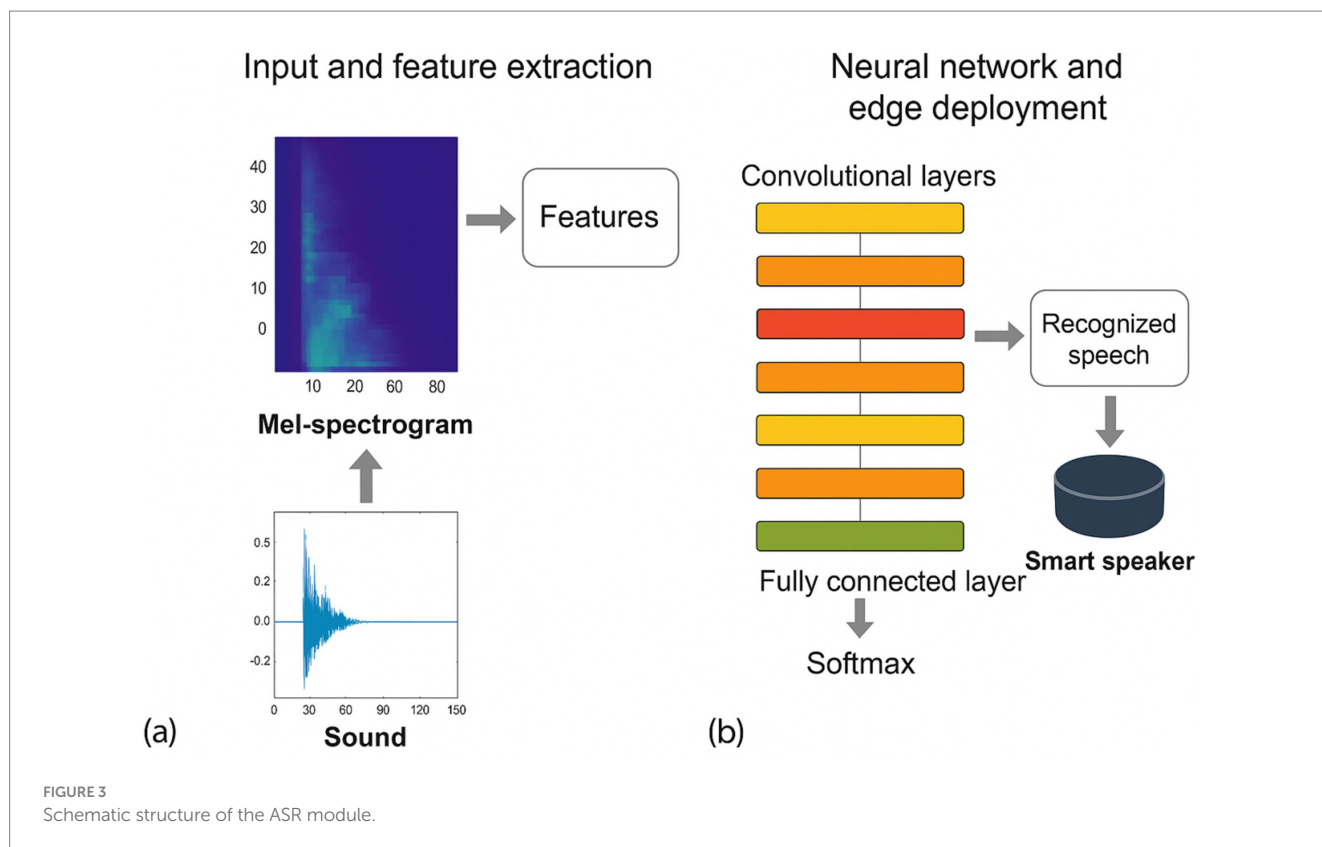 Input and feature extraction
40
30
20
10
0
10 20 60 80
Mel-spectrogram
Features
0.5
0.2
0.0
-0.2
0 30 60 90 120 150
Sound
(a)
Neural network and
edge deployment
Convolutional layers
Recognized
speech
Smart speaker
Fully connected layer
Softmax
(b)
FIGURE 3
Schematic structure of the ASR module.